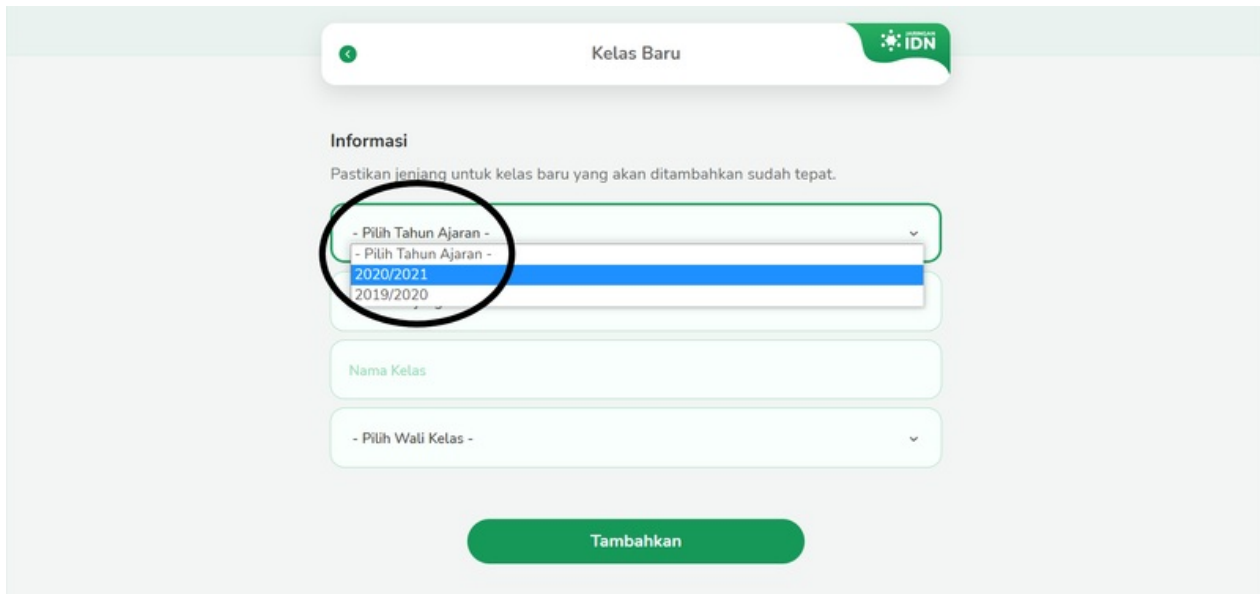 Kelas Baru
JARINGAN
IDN
Informasi
Pastikan jenjang untuk kelas baru yang akan ditambahkan sudah tepat.
- Pilih Tahun Ajaran -
- Pilih Tahun Ajaran -
2020/2021
2019/2020
Nama Kelas
- Pilih Wali Kelas -
Tambahkan